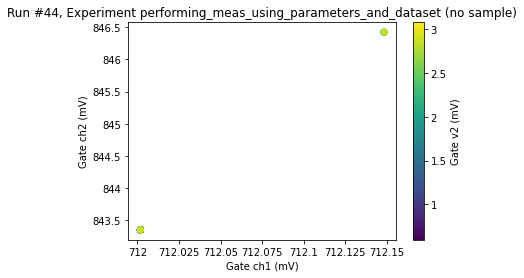 Run #44, Experiment performing_meas_using_parameters_and_dataset (no sample)
846.5
846
845.5
845
844.5
844
843.5
Gate ch2 (mV)
712 712.025 712.05 712.075 712.1 712.125 712.15
Gate ch1 (mV)
3
2.5
2
1.5
1
Gate v2 (mV)